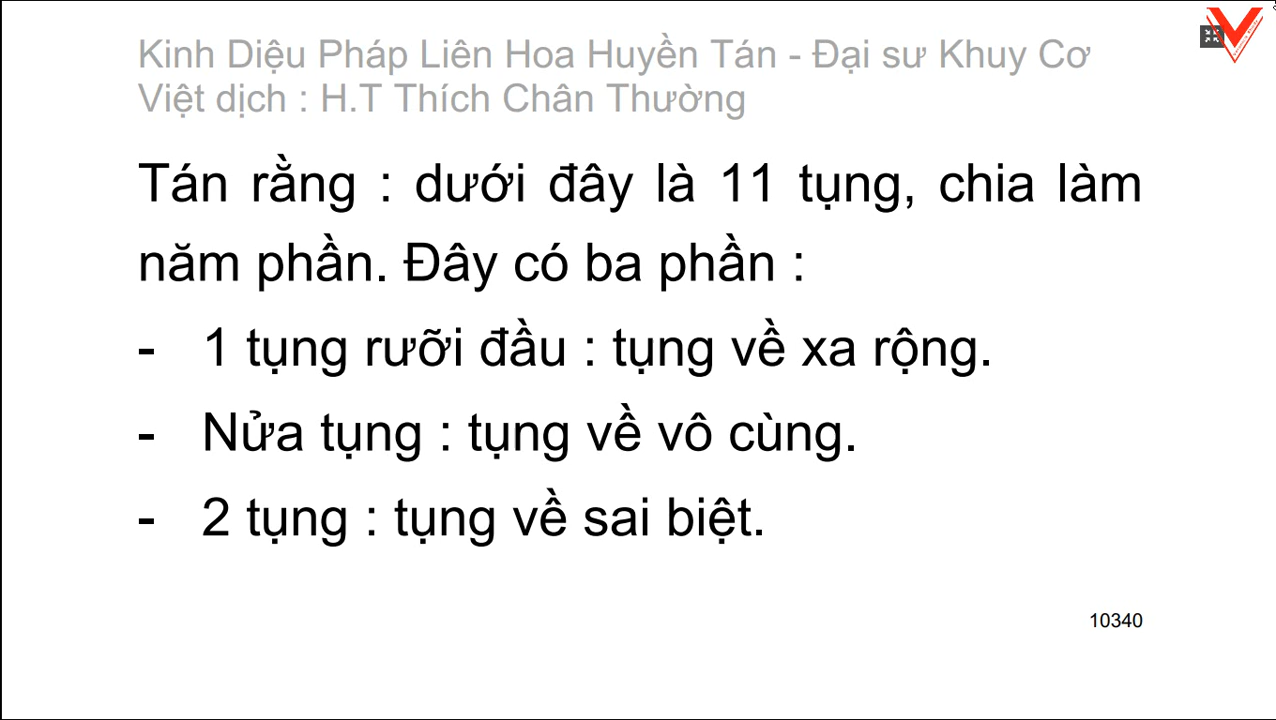 Kinh Diệu Pháp Liên Hoa Huyền Tán - Đại sư Khuy Cơ
Việt dịch : H.T Thích Chân Thường
Tán rằng : dưới đây là 11 tụng, chia làm
năm phần. Đây có ba phần :
- 1 tụng rưỡi đầu : tụng về xa rộng.
- Nửa tụng : tụng về vô cùng.
- 2 tụng : tụng về sai biệt.
10340